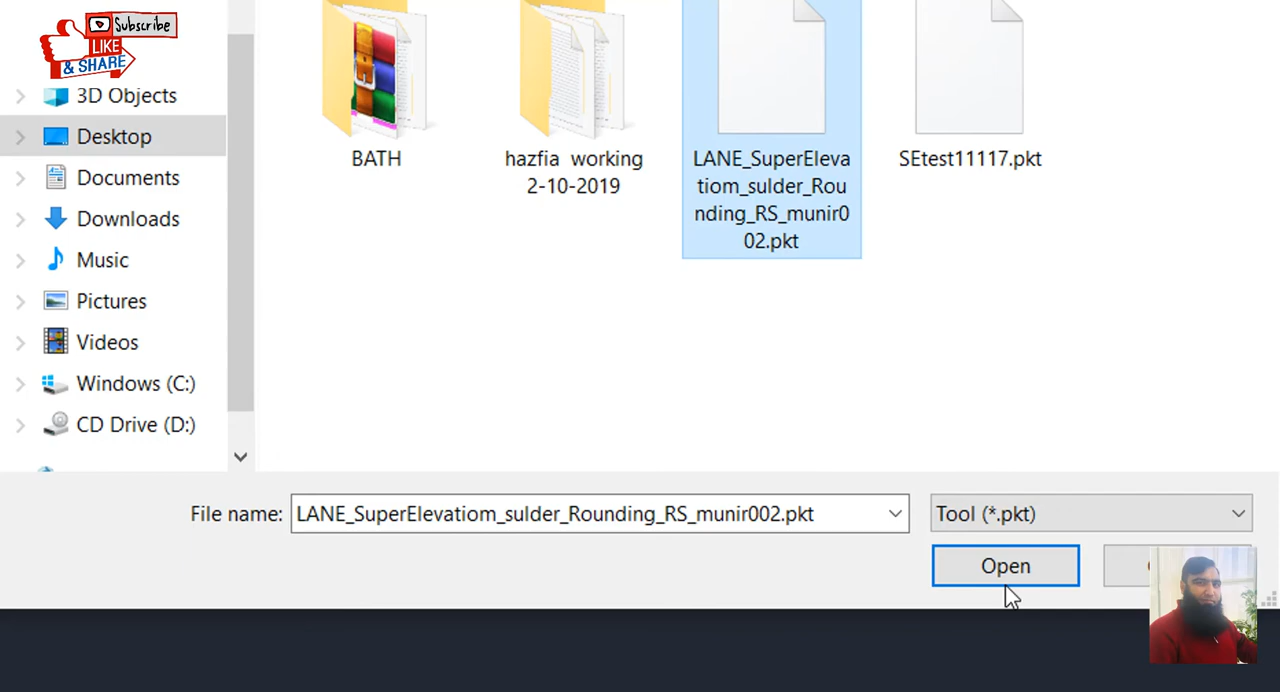 Subscribe
LIKE
& SHARE
3D Objects
Desktop
Documents
Downloads
Music
Pictures
Videos
Windows (C:)
CD Drive (D:)
BATH
hazfia working
2-10-2019
LANE_SuperEleva
tiom_sulder_Rou
nding_RS_munir0
02.pkt
SEtest11117.pkt
File name:
LANE_SuperElevatiom_sulder_Rounding_RS_munir002.pkt
Tool (*.pkt)
Open